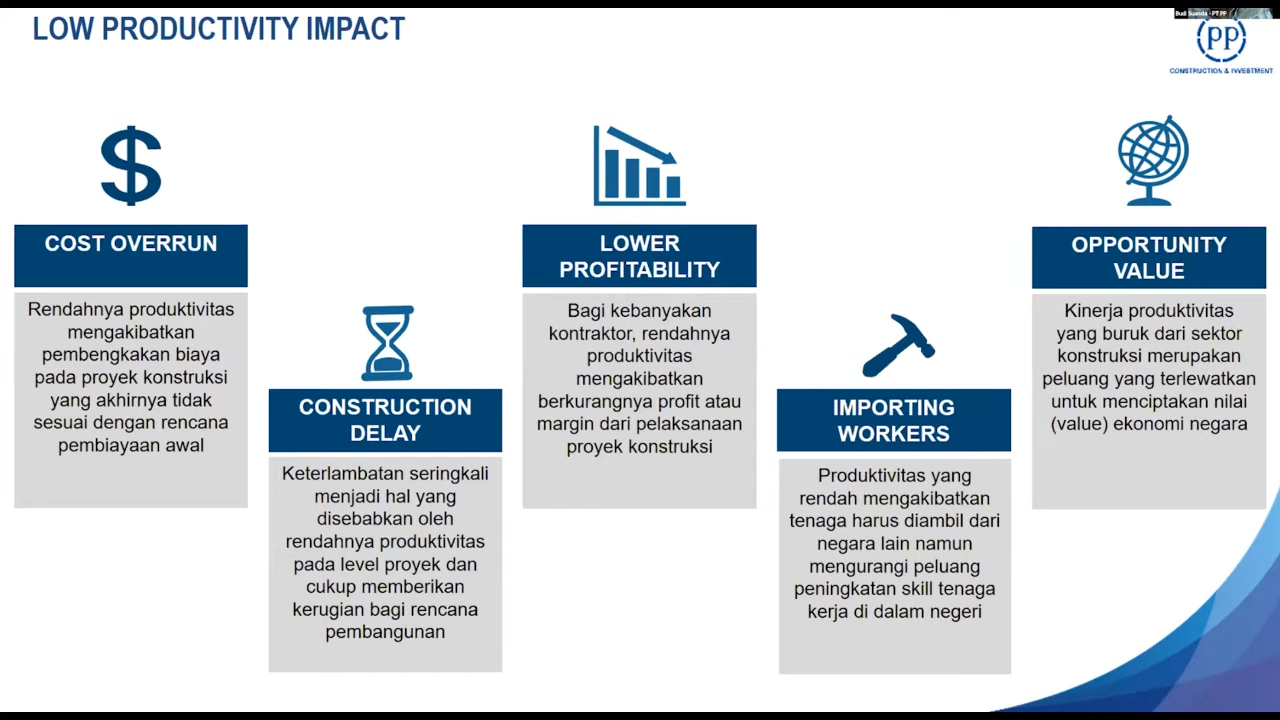 LOW PRODUCTIVITY IMPACT
Budi Suanda - PT PP
pp
CONSTRUCTION & INVESTMENT
COST OVERRUN
Rendahnya produktivitas
mengakibatkan
pembengkakan biaya
pada proyek konstruksi
yang akhirnya tidak
sesuai dengan rencana
pembiayaan awal
CONSTRUCTION
DELAY
Keterlambatan seringkali
menjadi hal yang
disebabkan oleh
rendahnya produktivitas
pada level proyek dan
cukup memberikan
kerugian bagi rencana
pembangunan
LOWER
PROFITABILITY
Bagi kebanyakan
kontraktor, rendahnya
produktivitas
mengakibatkan
berkurangnya profit atau
margin dari pelaksanaan
proyek konstruksi
IMPORTING
WORKERS
Produktivitas yang
rendah mengakibatkan
tenaga harus diambil dari
negara lain namun
mengurangi peluang
peningkatan skill tenaga
kerja di dalam negeri
OPPORTUNITY
VALUE
Kinerja produktivitas
yang buruk dari sektor
konstruksi merupakan
peluang yang terlewatkan
untuk menciptakan nilai
(value) ekonomi negara